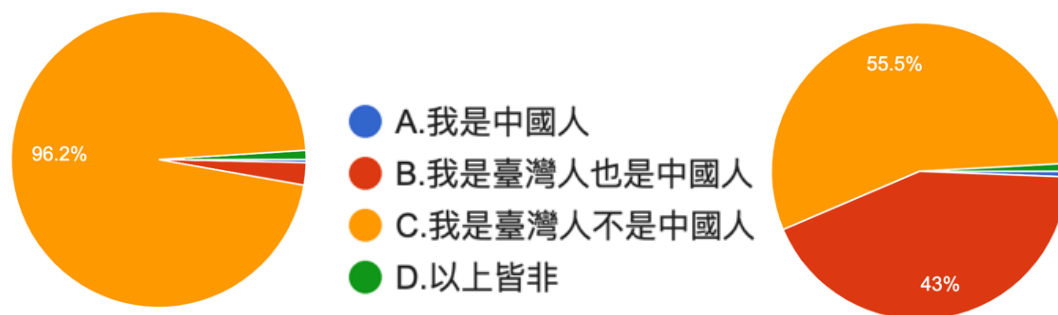 96.2%
A.我是中國人
B.我是臺灣人也是中國人
C.我是臺灣人不是中國人
D.以上皆非
55.5%
43%